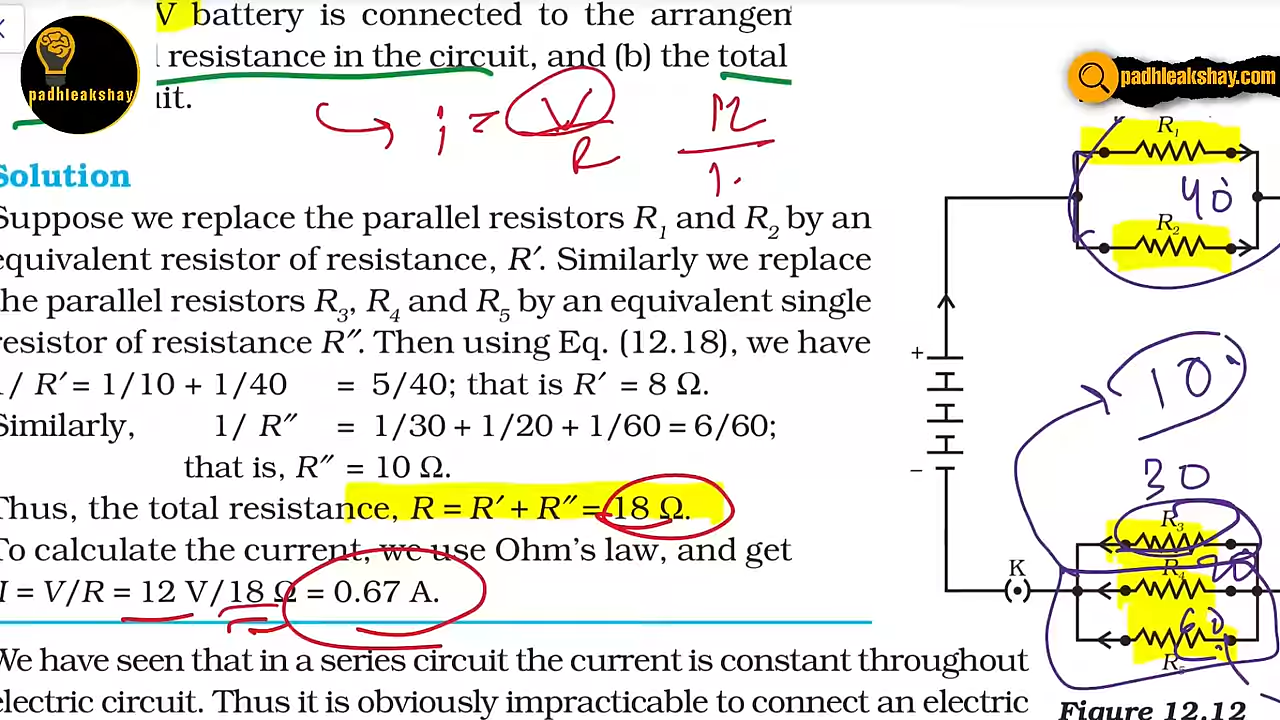 V battery is connected to the arrangem
resistance in the circuit, and (b) the total
uit.
padhleakshay
padhleakshay.com
i = V/R 12/1
Solution
Suppose we replace the parallel resistors R₁ and R₂ by an
equivalent resistor of resistance, R′. Similarly we replace
the parallel resistors R₃, R₄ and R₅ by an equivalent single
resistor of resistance R″. Then using Eq. (12.18), we have
1/ R′ = 1/10 + 1/40 = 5/40; that is R′ = 8 Ω.
Similarly, 1/ R″ = 1/30 + 1/20 + 1/60 = 6/60;
that is, R″ = 10 Ω.
Thus, the total resistance, R = R′ + R″ = 18 Ω.
To calculate the current, we use Ohm’s law, and get
I = V/R = 12 V/18 Ω = 0.67 A.
We have seen that in a series circuit the current is constant throughout
electric circuit. Thus it is obviously impracticable to connect an electric
R₁
40
R₂
+
−
10
30
R₃
K
R₄
20
60
R₅
Figure 12.12